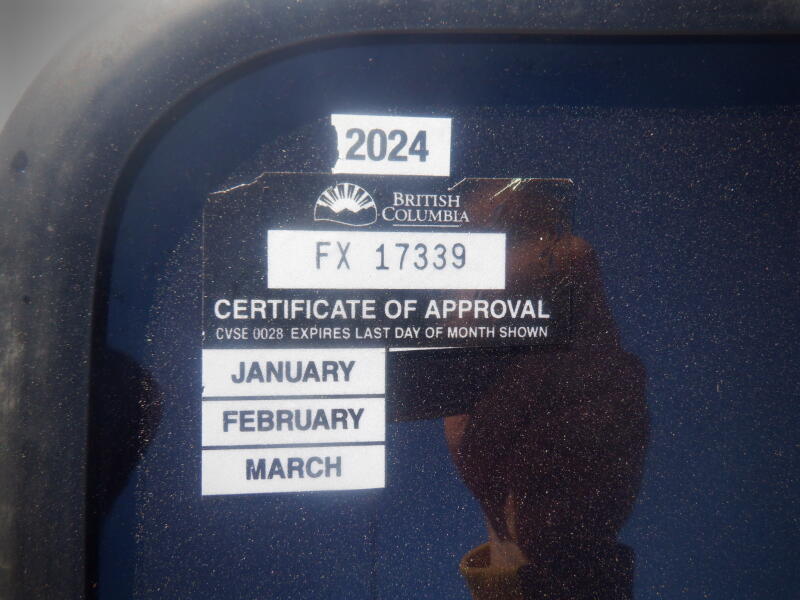 2024
BRITISH
COLUMBIA
FX 17339
CERTIFICATE OF APPROVAL
CVSE 0028 EXPIRES LAST DAY OF MONTH SHOWN
JANUARY
FEBRUARY
MARCH